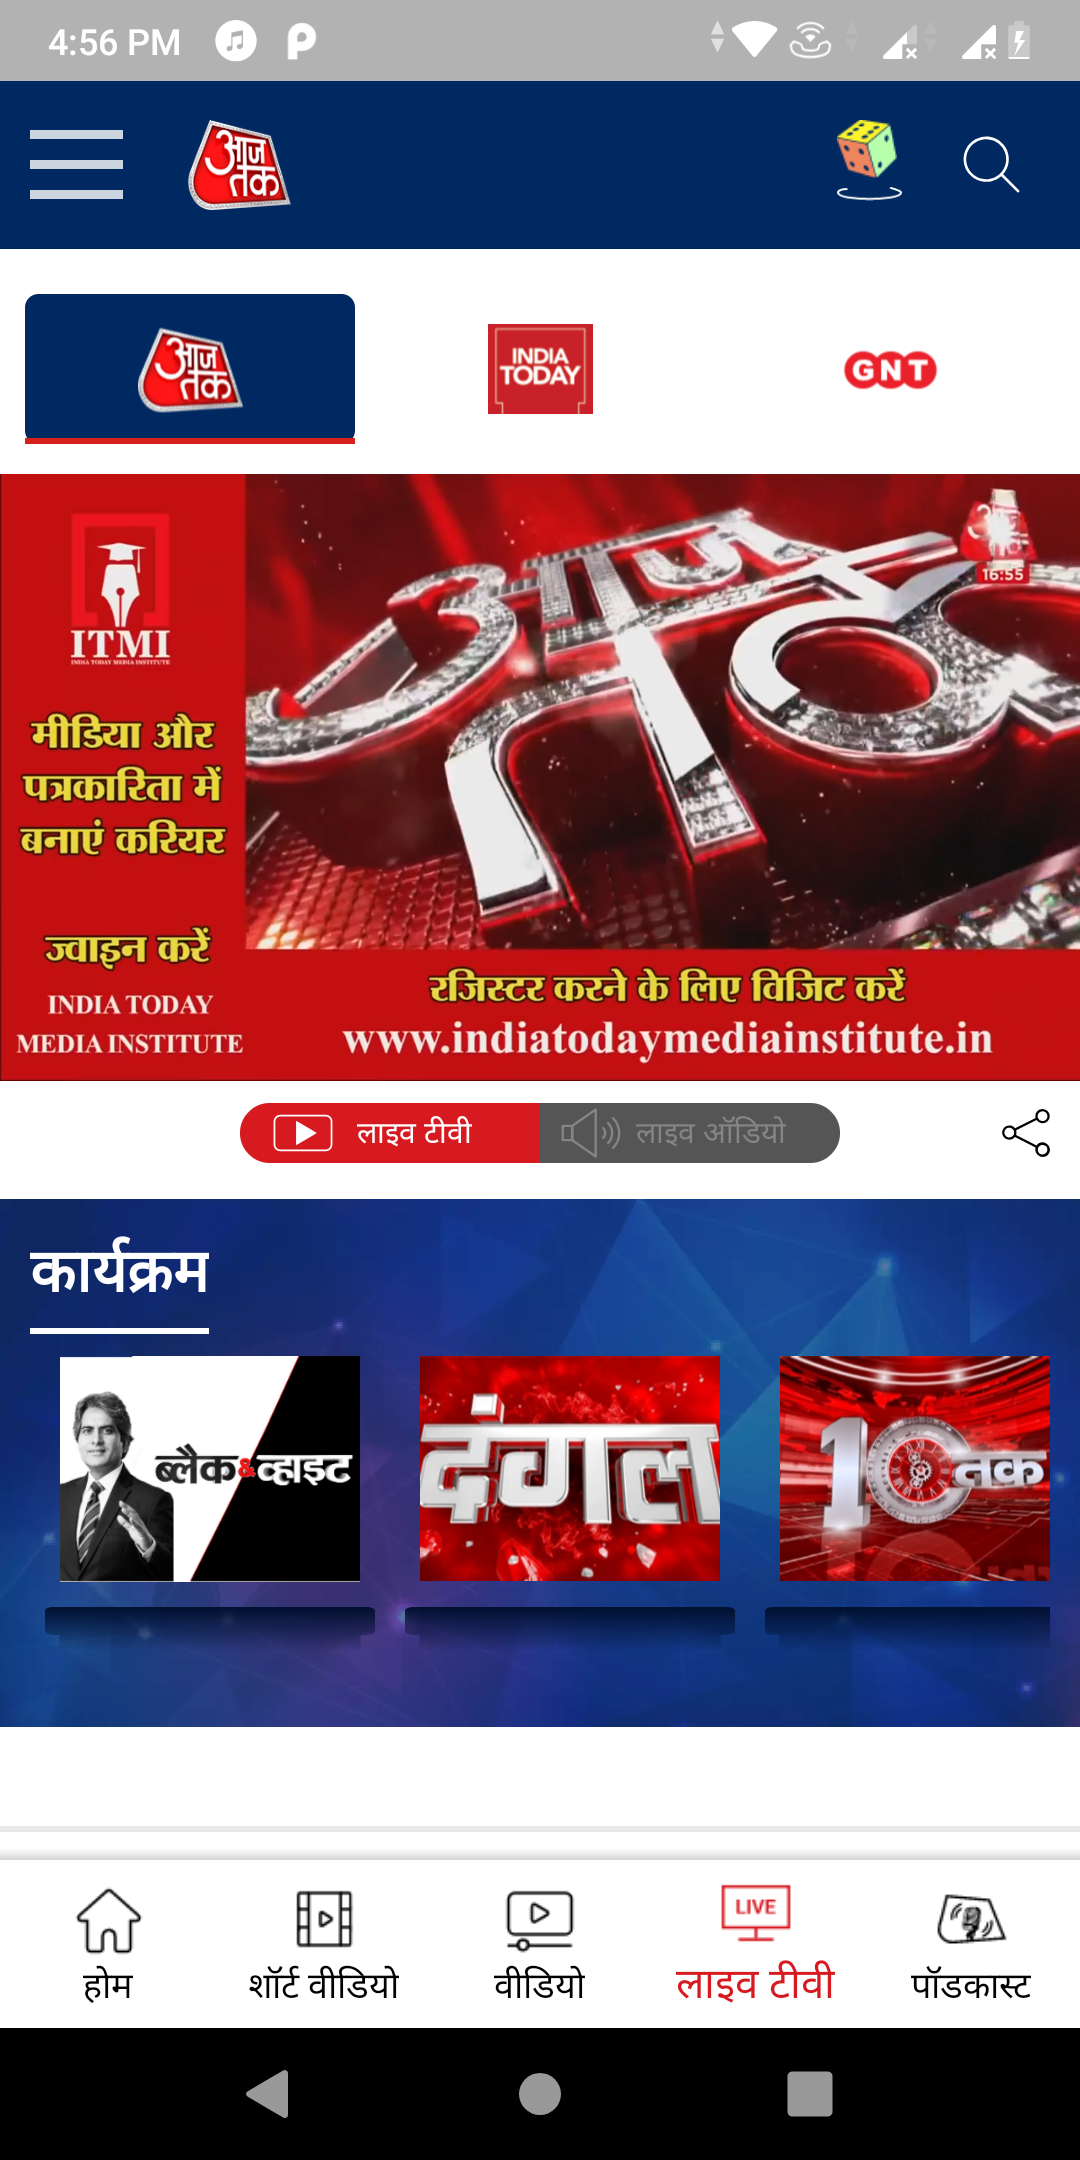 4:56 PM
आज
तक
आज
तक
INDIA
TODAY
GNT
ITMI
INDIA TODAY MEDIA INSTITUTE
मीडिया और
पत्रकारिता में
बनाएं करियर
ज्वाइन करें
INDIA TODAY
MEDIA INSTITUTE
आज
तक
16:55
रजिस्टर करने के लिए विजिट करें
www.indiatodaymediainstitute.in
लाइव टीवी
लाइव ऑडियो
कार्यक्रम
ब्लैक&व्हाइट
दंगल
10तक
LIVE
होम
शॉर्ट वीडियो
वीडियो
लाइव टीवी
पॉडकास्ट